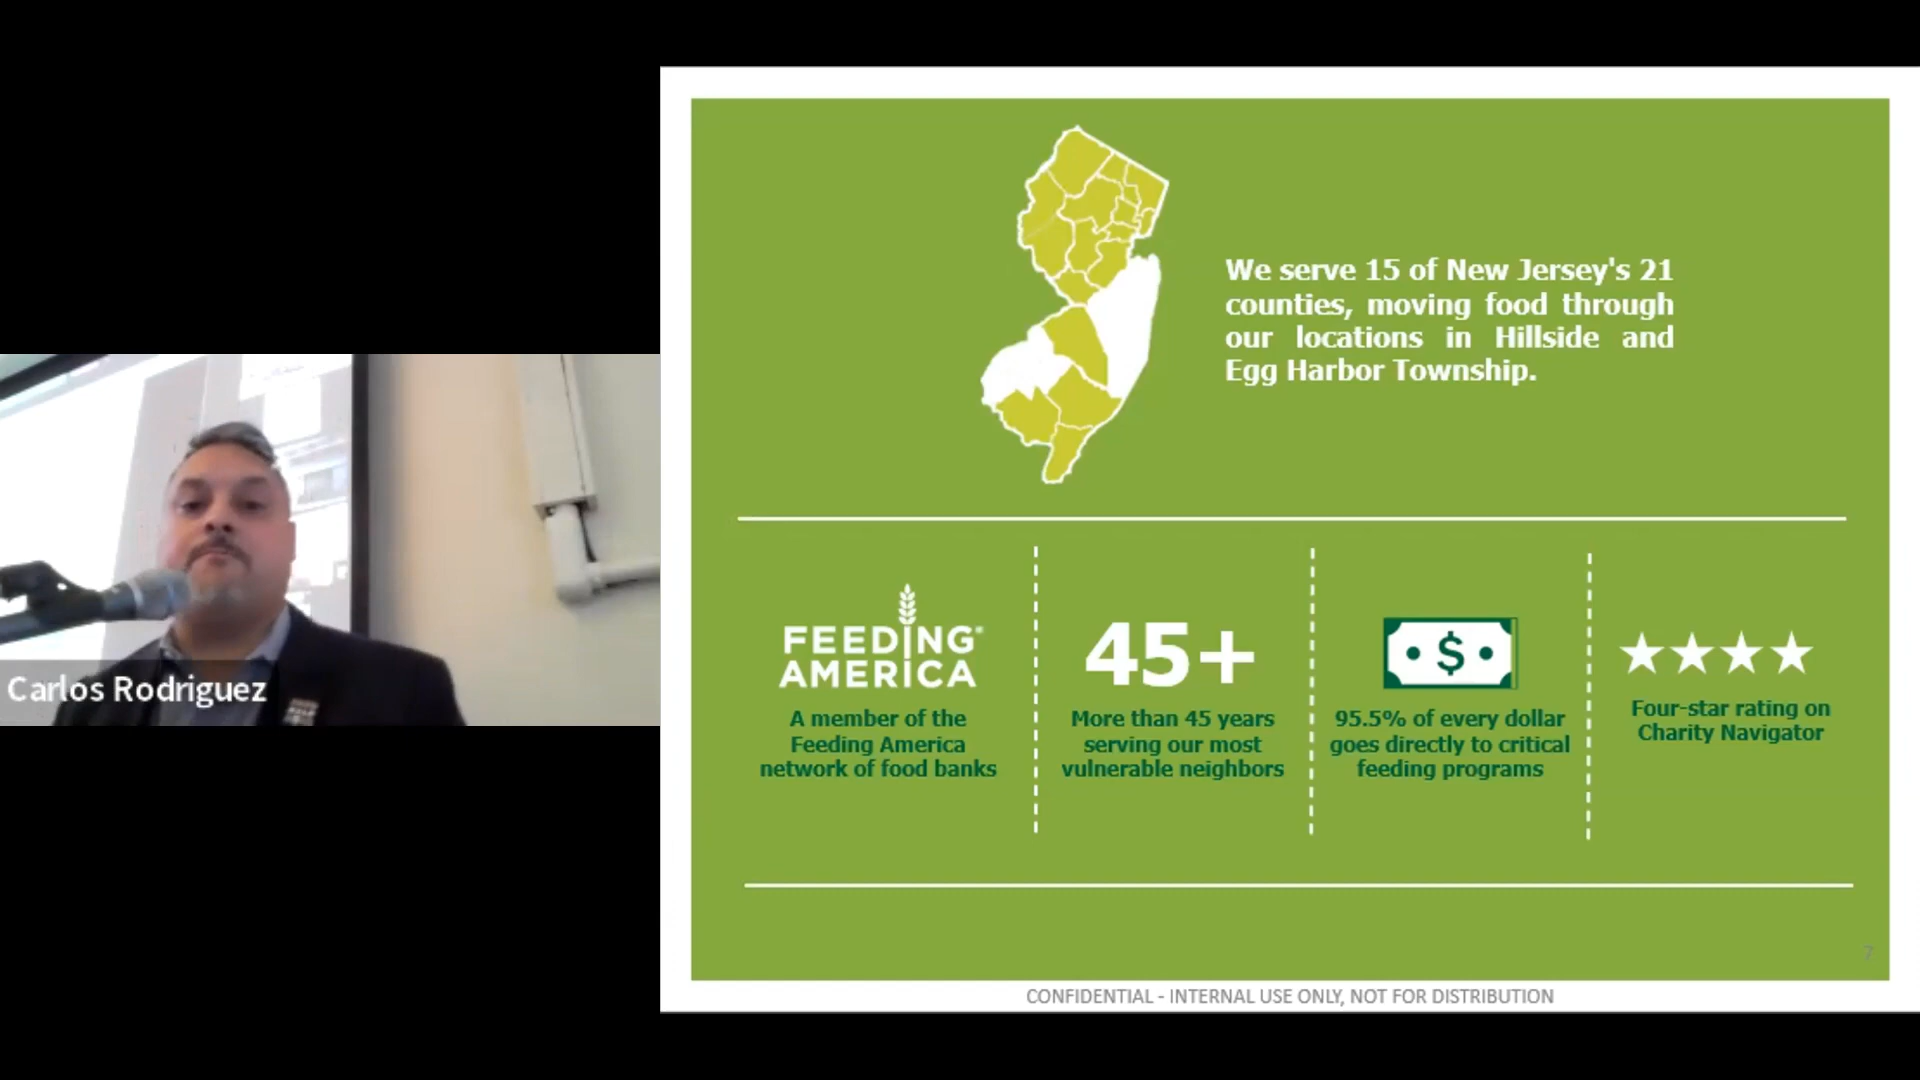 We serve 15 of New Jersey's 21
counties, moving food through
our locations in Hillside and
Egg Harbor Township.
FEEDING®
AMERICA
A member of the
Feeding America
network of food banks
45+
More than 45 years
serving our most
vulnerable neighbors
$
95.5% of every dollar
goes directly to critical
feeding programs
Four-star rating on
Charity Navigator
Carlos Rodriguez
7
CONFIDENTIAL - INTERNAL USE ONLY, NOT FOR DISTRIBUTION